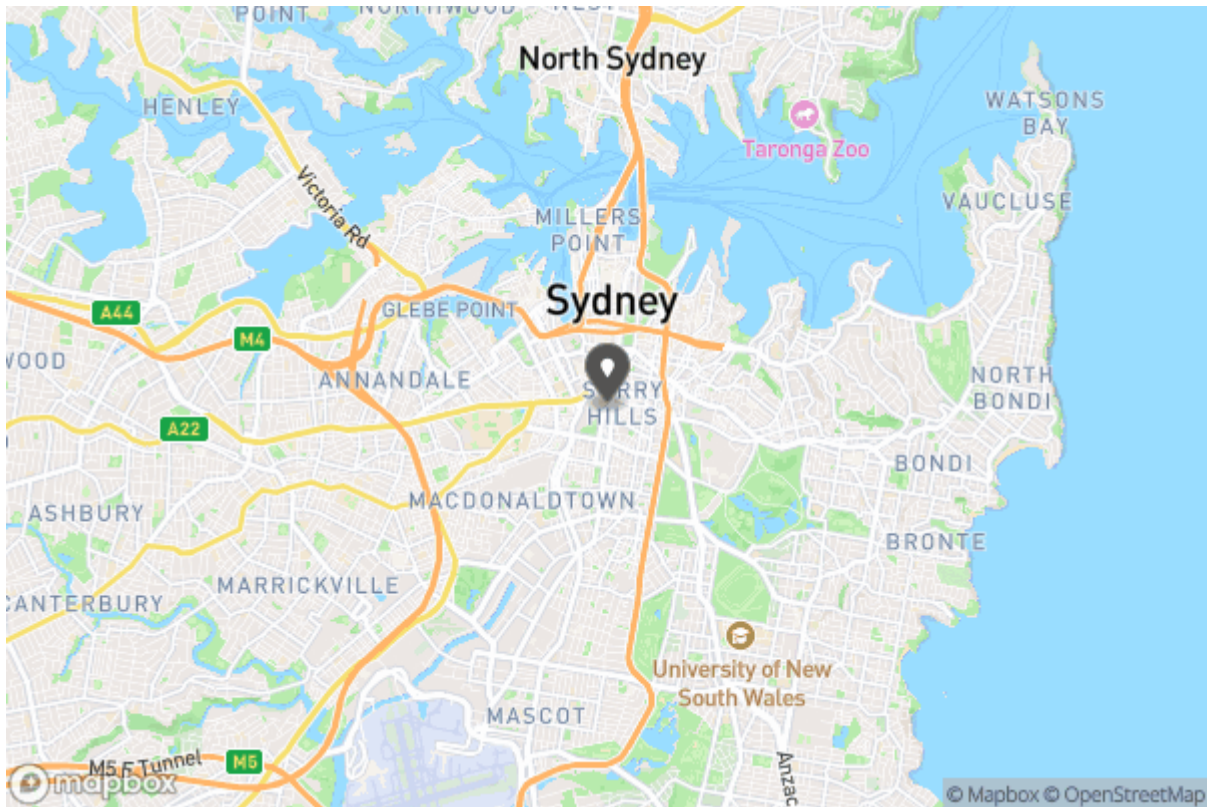 POINT
NORTHWOOD
NEST
North Sydney
HENLEY
WATSONS
BAY
Taronga Zoo
Victoria Rd
VAUCLUSE
MILLERS
POINT
Sydney
A44
GLEBE POINT
M4
WOOD
ANNANDALE
NORTH
BONDI
HILLS
A22
BONDI
MACDONALDTOWN
ASHBURY
BRONTE
MARRICKVILLE
CANTERBURY
University of New
South Wales
MASCOT
M5 E Tunnel
M5
Anzac
mapbox
© Mapbox © OpenStreetMap